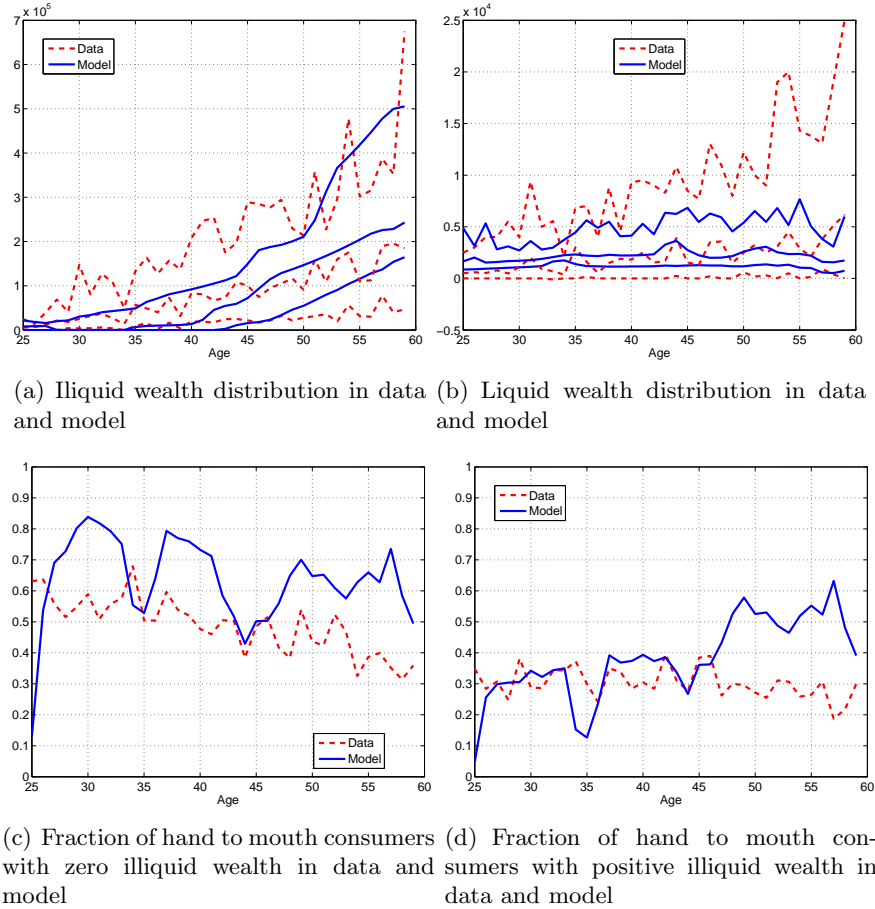 x 10^5
7
6
5
4
3
2
1
0
25 30 35 40 45 50 55 60
Age
Data
Model
x 10^4
2.5
2
1.5
1
0.5
0
−0.5
25 30 35 40 45 50 55 60
Age
Data
Model
(a) Iliquid wealth distribution in data
and model
(b) Liquid wealth distribution in data
and model
1
0.9
0.8
0.7
0.6
0.5
0.4
0.3
0.2
0.1
0
25 30 35 40 45 50 55 60
Age
Data
Model
1
0.9
0.8
0.7
0.6
0.5
0.4
0.3
0.2
0.1
0
25 30 35 40 45 50 55 60
Age
Data
Model
(c) Fraction of hand to mouth consumers
with zero illiquid wealth in data and
model
(d) Fraction of hand to mouth con-
sumers with positive illiquid wealth in
data and model